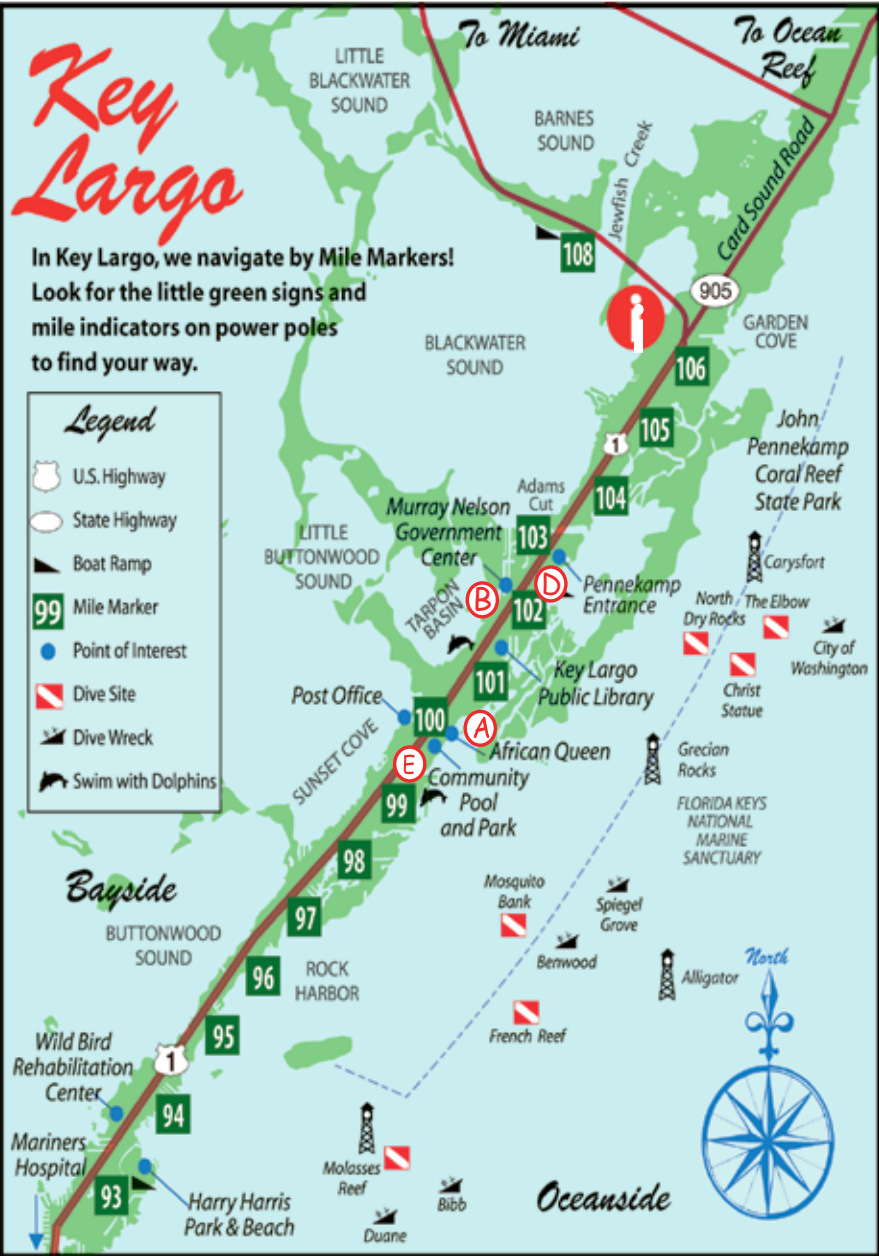 Key
Largo
In Key Largo, we navigate by Mile Markers!
Look for the little green signs and
mile indicators on power poles
to find your way.
To Miami
To Ocean
Reef
LITTLE
BLACKWATER
SOUND
BARNES
SOUND
Jewfish Creek
Card Sound Road
108
905
GARDEN
COVE
BLACKWATER
SOUND
106
105
1
104
John
Pennekamp
Coral Reef
State Park
Legend
U.S. Highway
State Highway
Boat Ramp
99
Mile Marker
Point of Interest
Dive Site
Dive Wreck
Swim with Dolphins
Adams
Cut
103
Murray Nelson
Government
Center
LITTLE
BUTTONWOOD
SOUND
TARPON
BASIN
B
D
102
Pennekamp
Entrance
Carysfort
North
Dry Rocks
The Elbow
City of
Washington
Christ
Statue
101
Key Largo
Public Library
Post Office
100
A
African Queen
SUNSET COVE
E
Community
Pool
and Park
99
Grecian
Rocks
FLORIDA KEYS
NATIONAL
MARINE
SANCTUARY
98
Bayside
97
BUTTONWOOD
SOUND
96
ROCK
HARBOR
95
Mosquito
Bank
Spiegel
Grove
Benwood
Alligator
French Reef
North
Wild Bird
Rehabilitation
Center
1
94
Mariners
Hospital
93
Harry Harris
Park & Beach
Molasses
Reef
Bibb
Duane
Oceanside